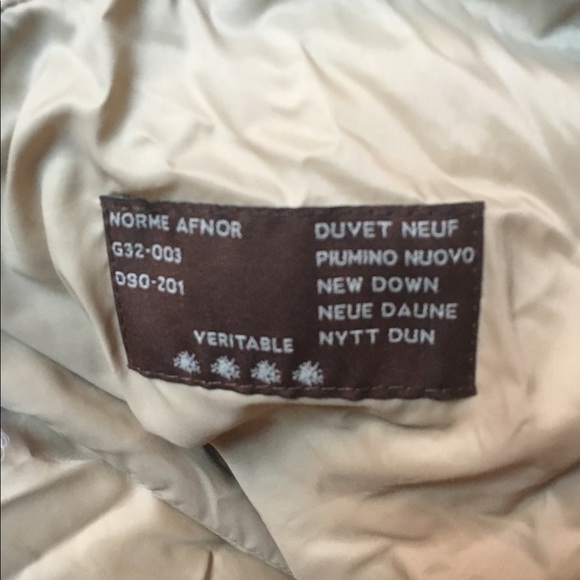 NORME AFNOR
G32-003
D90-201
VERITABLE
DUVET NEUF
PIUMINO NUOVO
NEW DOWN
NEUE DAUNE
NYTT DUN